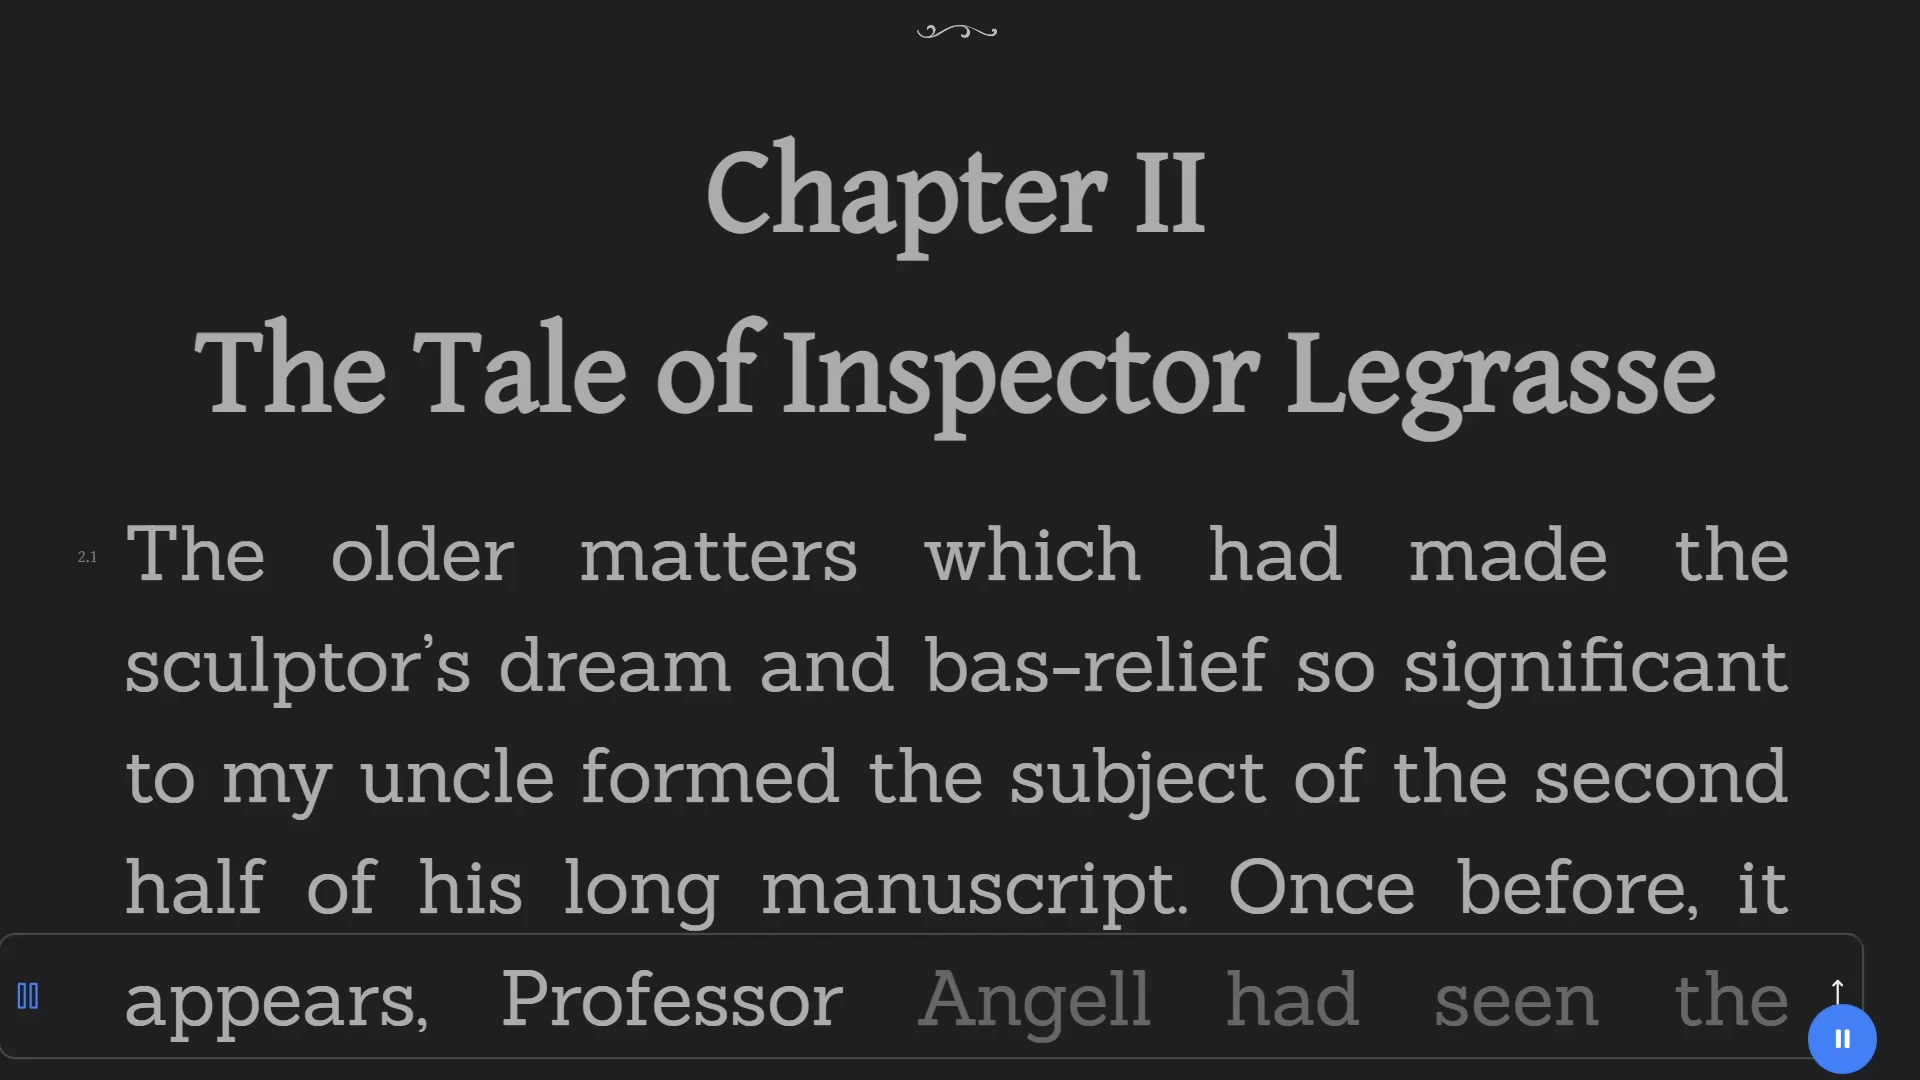 Chapter II
The Tale of Inspector Legrasse
2.1 The older matters which had made the
sculptor’s dream and bas-relief so significant
to my uncle formed the subject of the second
half of his long manuscript. Once before, it
appears, Professor Angell had seen the